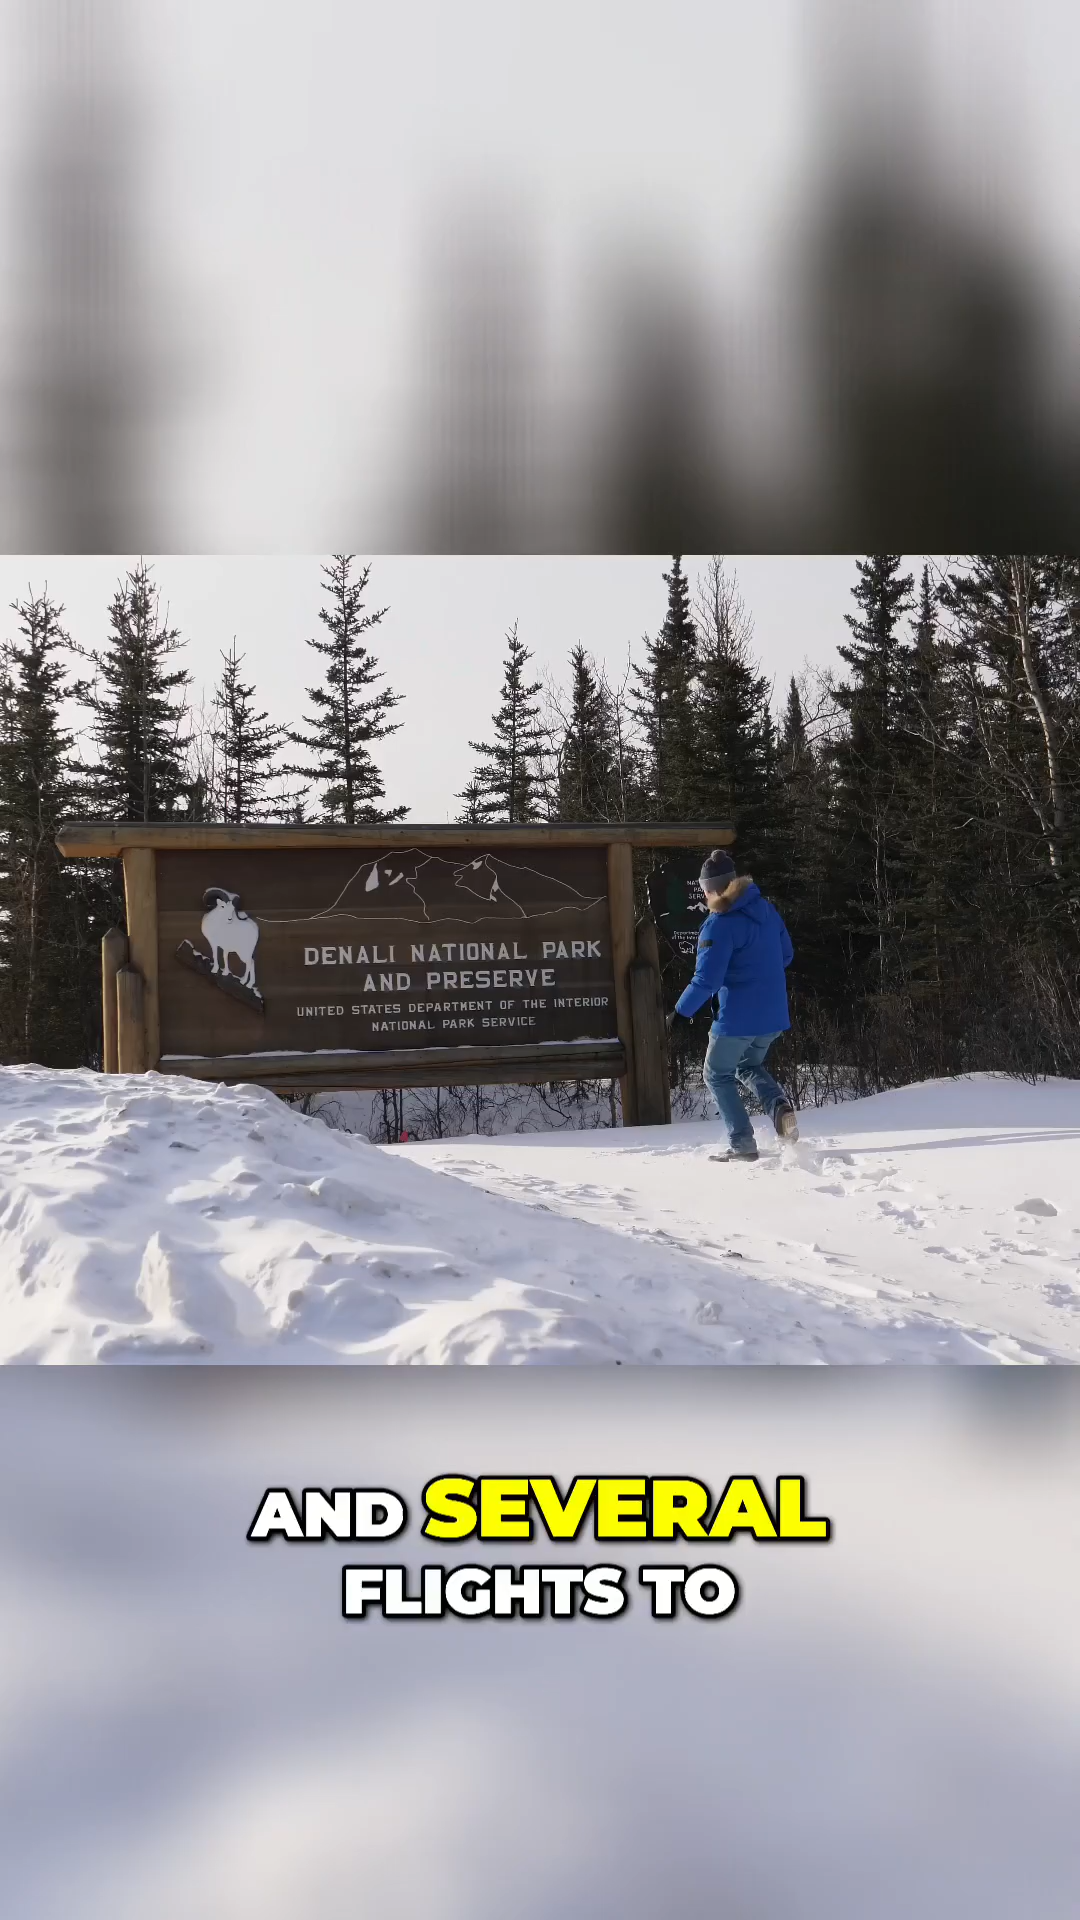 DENALI NATIONAL PARK
AND PRESERVE
UNITED STATES DEPARTMENT OF THE INTERIOR
NATIONAL PARK SERVICE
AND SEVERAL
FLIGHTS TO